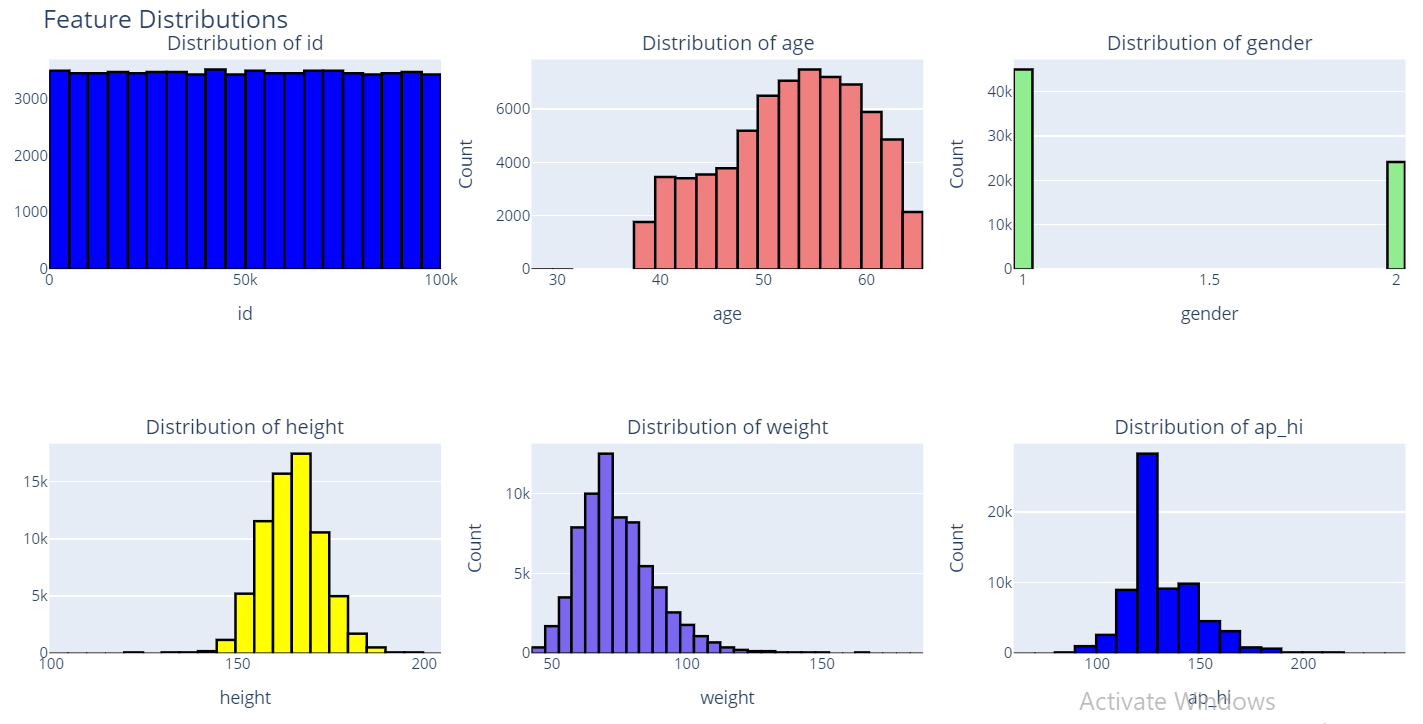 Feature Distributions
Distribution of id
Distribution of age
Distribution of gender
3000
2000
1000
0
0
50k
100k
id
Count
6000
4000
2000
0
30
40
50
60
age
Count
40k
30k
20k
10k
0
1
1.5
2
gender
Distribution of height
Distribution of weight
Distribution of ap_hi
15k
10k
5k
0
100
150
200
height
Count
10k
5k
0
50
100
150
weight
Count
20k
10k
0
100
150
200
ap_hi
Activate Windows